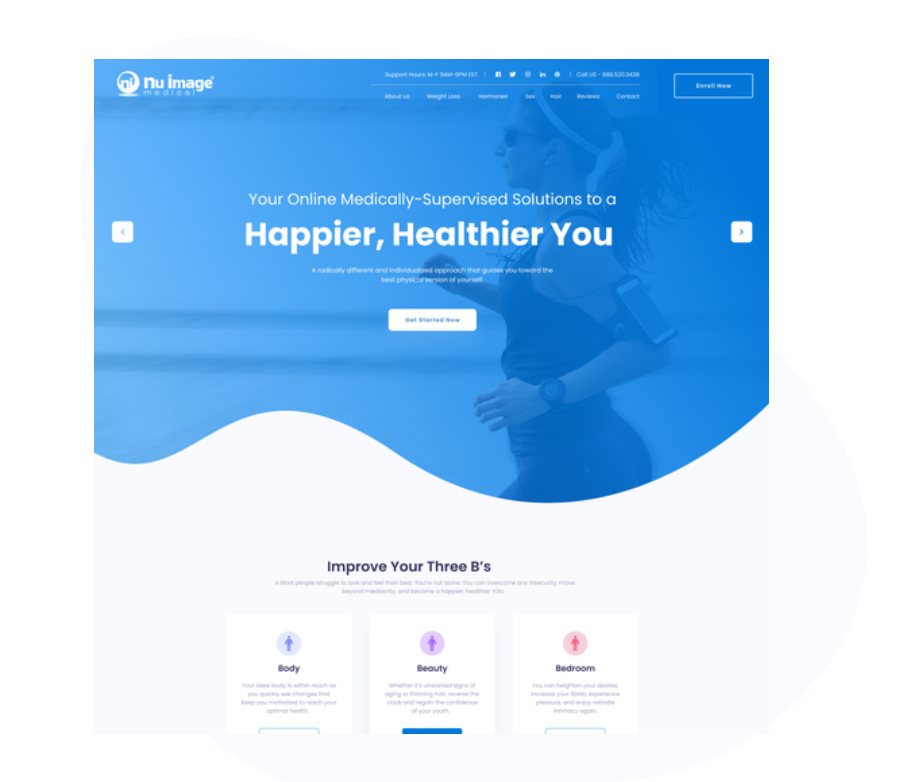 nu image®
medical
Support Hours: M-F 9AM-6PM EST | | Call US - 888.520.3438
Enroll Now
About us Weight Loss Hormones Sex Hair Reviews Contact
Your Online Medically-Supervised Solutions to a
Happier, Healthier You
A radically different and individualized approach that guides you toward the
best physical version of yourself.
Get Started Now
Improve Your Three B's
A Most people struggle to look and feel their best. You're not alone. You can overcome any insecurity, move
beyond mediocrity, and become a happier, healthier YOU.
Body
Your ideal body is within reach as
you quickly see changes that
keep you motivated to reach your
optimal health.
Beauty
Whether it's unwanted signs of
aging or thinning hair, reverse the
clock and regain the confidence
of your youth.
Bedroom
You can heighten your desires,
increase your libido, experience
pleasure, and enjoy rekindle
intimacy again.